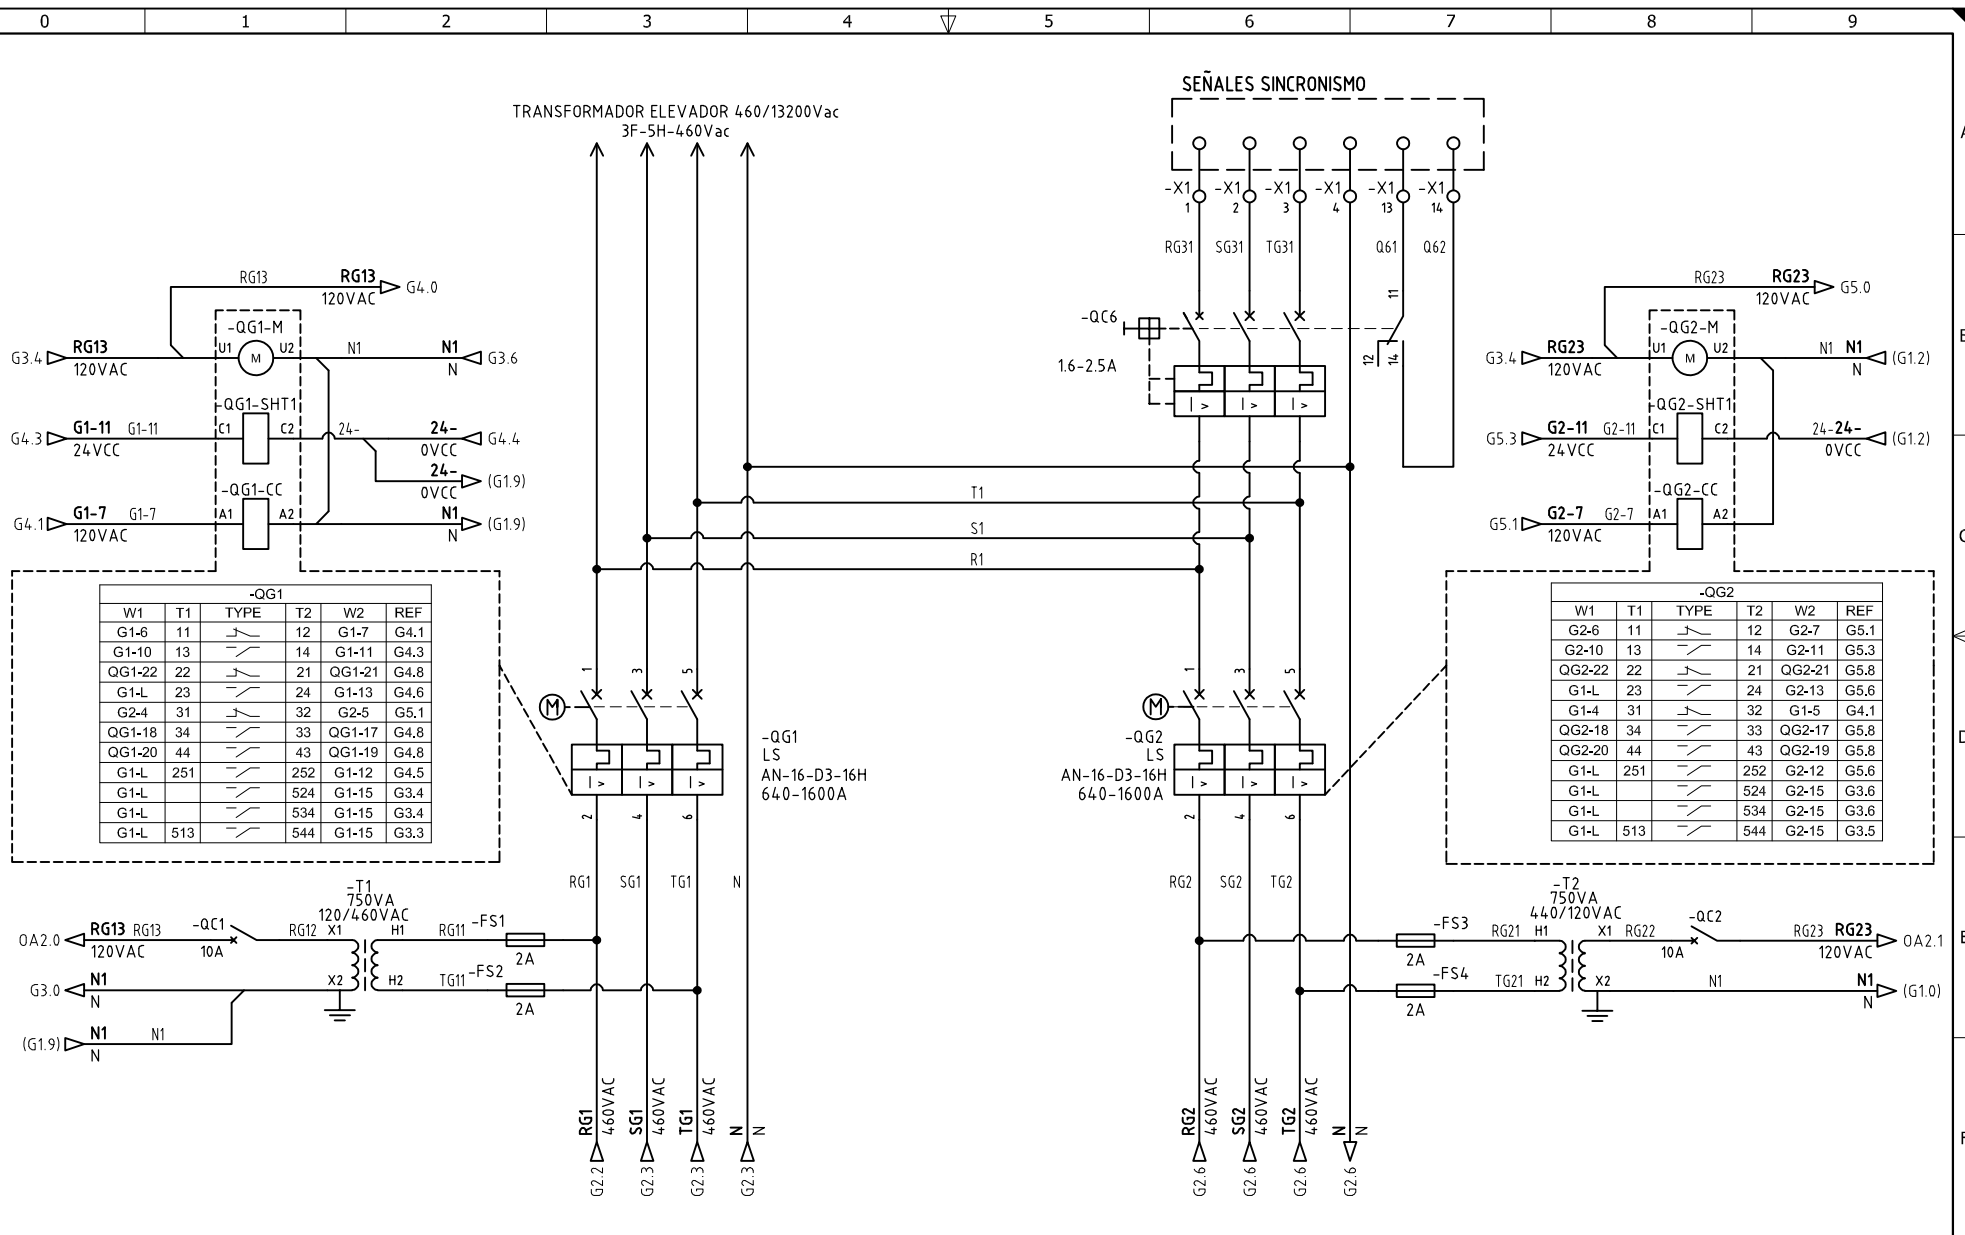 0 1 2 3 4 5 6 7 8 9
SEÑALES SINCRONISMO
TRANSFORMADOR ELEVADOR 460/13200Vac
3F-5H-460Vac
A
-X1 -X1 -X1 -X1 -X1 -X1
1 2 3 4 13 14
RG31 SG31 TG31 Q61 Q62
RG13 RG13 G4.0
120VAC
-QG1-M
G3.4 RG13 U1 M U2 N1 N1 G3.6
120VAC N
-QG1-SHT1
G4.3 G1-11 G1-11 C1 C2 24- 24- G4.4
24VCC 0VCC
24- (G1.9)
0VCC
-QG1-CC
G4.1 G1-7 G1-7 A1 A2 N1 (G1.9)
120VAC N
-QC6
1.6-2.5A
11
12 14
I > I > I >
RG23 RG23 G5.0
120VAC
-QG2-M
G3.4 RG23 U1 M U2 N1 N1 (G1.2)
120VAC N
-QG2-SHT1
G5.3 G2-11 G2-11 C1 C2 24- 24- (G1.2)
24VCC 0VCC
-QG2-CC
G5.1 G2-7 G2-7 A1 A2
120VAC
T1
S1
R1
-QG1
W1 T1 TYPE T2 W2 REF
G1-6 11 12 G1-7 G4.1
G1-10 13 14 G1-11 G4.3
QG1-22 22 21 QG1-21 G4.8
G1-L 23 24 G1-13 G4.6
G2-4 31 32 G2-5 G5.1
QG1-18 34 33 QG1-17 G4.8
QG1-20 44 43 QG1-19 G4.8
G1-L 251 252 G1-12 G4.5
G1-L 524 G1-15 G3.4
G1-L 534 G1-15 G3.4
G1-L 513 544 G1-15 G3.3
1 3 5
M
-QG1
LS
AN-16-D3-16H
640-1600A
I > I > I >
2 4 6
RG1 SG1 TG1 N
1 3 5
M
-QG2
LS
AN-16-D3-16H
640-1600A
I > I > I >
2 4 6
RG2 SG2 TG2
-QG2
W1 T1 TYPE T2 W2 REF
G2-6 11 12 G2-7 G5.1
G2-10 13 14 G2-11 G5.3
QG2-22 22 21 QG2-21 G5.8
G1-L 23 24 G2-13 G5.6
G1-4 31 32 G1-5 G4.1
QG2-18 34 33 QG2-17 G5.8
QG2-20 44 43 QG2-19 G5.8
G1-L 251 252 G2-12 G5.6
G1-L 524 G2-15 G3.6
G1-L 534 G2-15 G3.6
G1-L 513 544 G2-15 G3.5
-T1
750VA
120/460VAC
0A2.0 RG13 RG13 -QC1 RG12 X1 H1 RG11 -FS1
120VAC 10A 2A
G3.0 N1 X2 H2 TG11 -FS2
N 2A
(G1.9) N1 N1
N
-T2
750VA
440/120VAC
-FS3 RG21 H1 X1 RG22 -QC2 RG23 RG23 0A2.1
2A 10A 120VAC
-FS4 TG21 H2 X2 N1 N1 (G1.0)
2A N
RG1 460VAC SG1 460VAC TG1 460VAC N N
G2.2 G2.3 G2.3 G2.3
RG2 460VAC SG2 460VAC TG2 460VAC N N
G2.6 G2.6 G2.6 G2.6